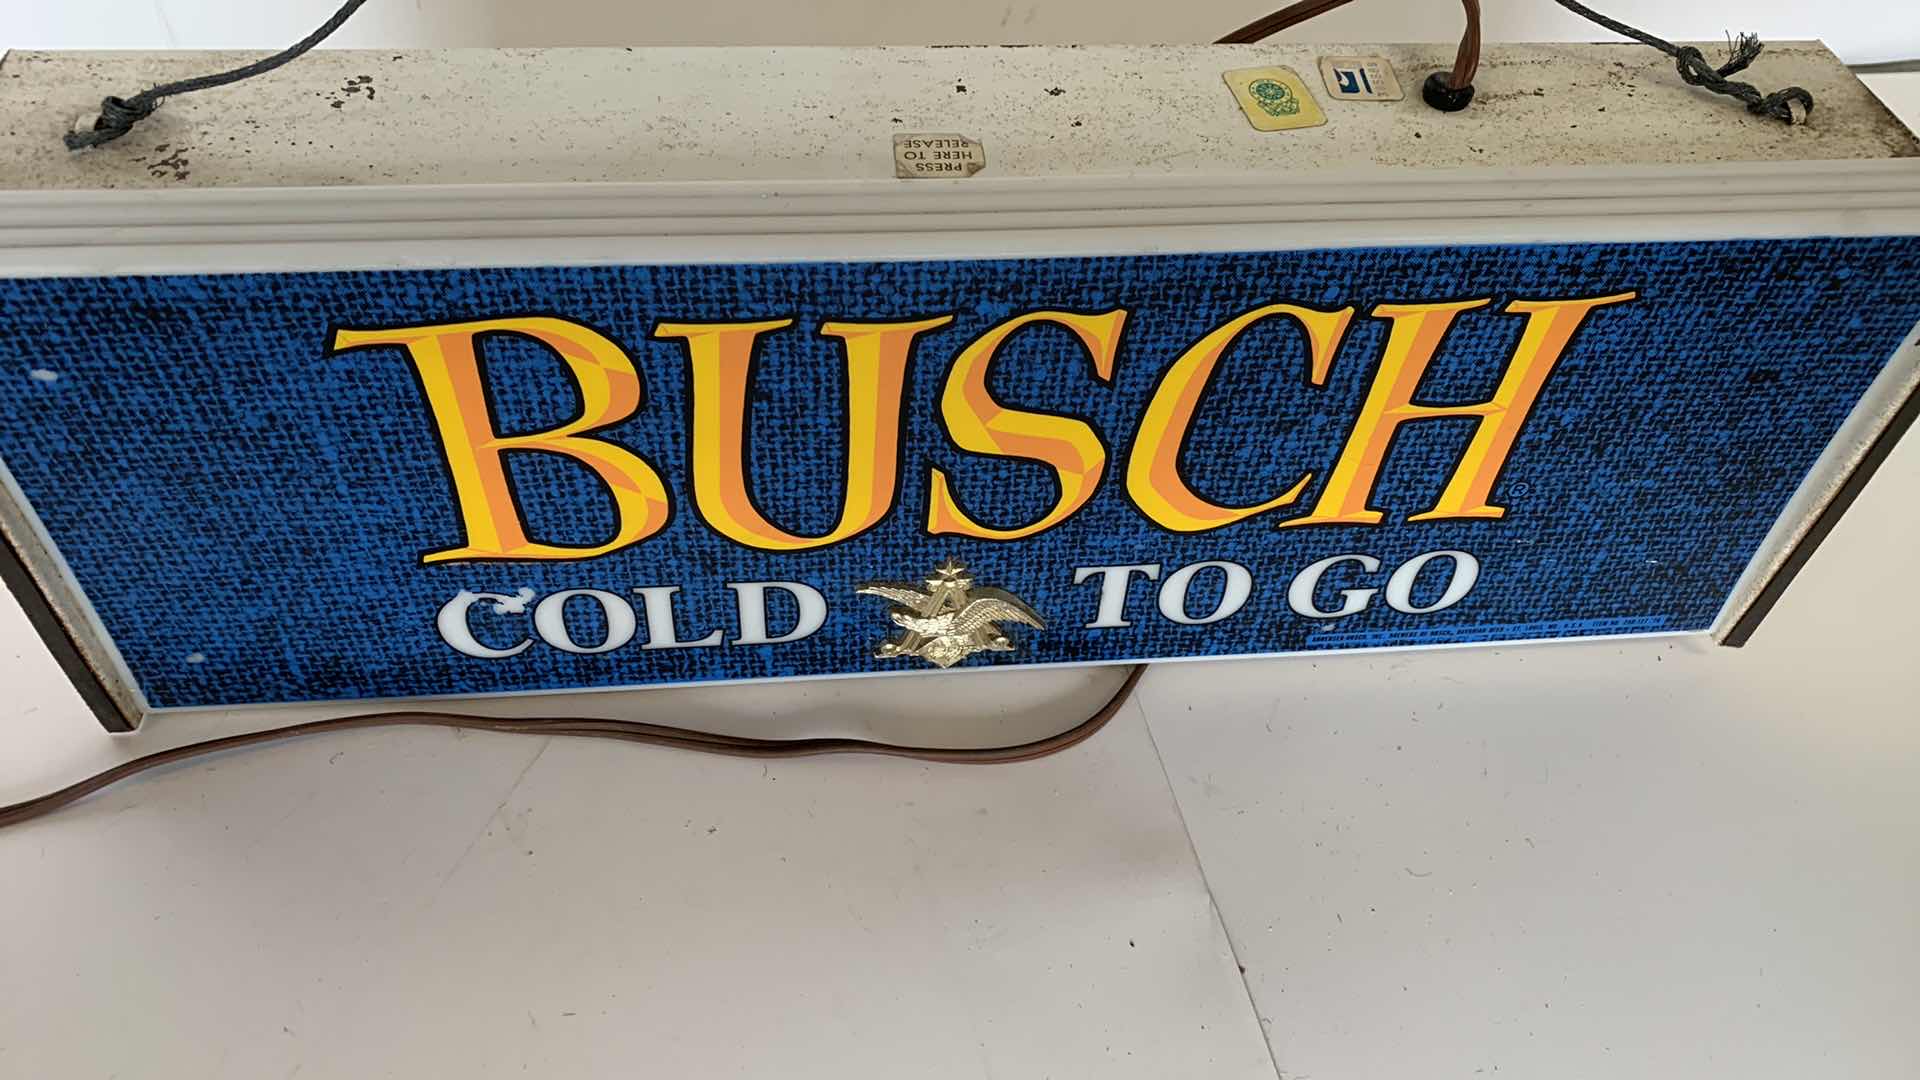 PRESS
HERE TO
RELEASE
BUSCH®
COLD TO GO